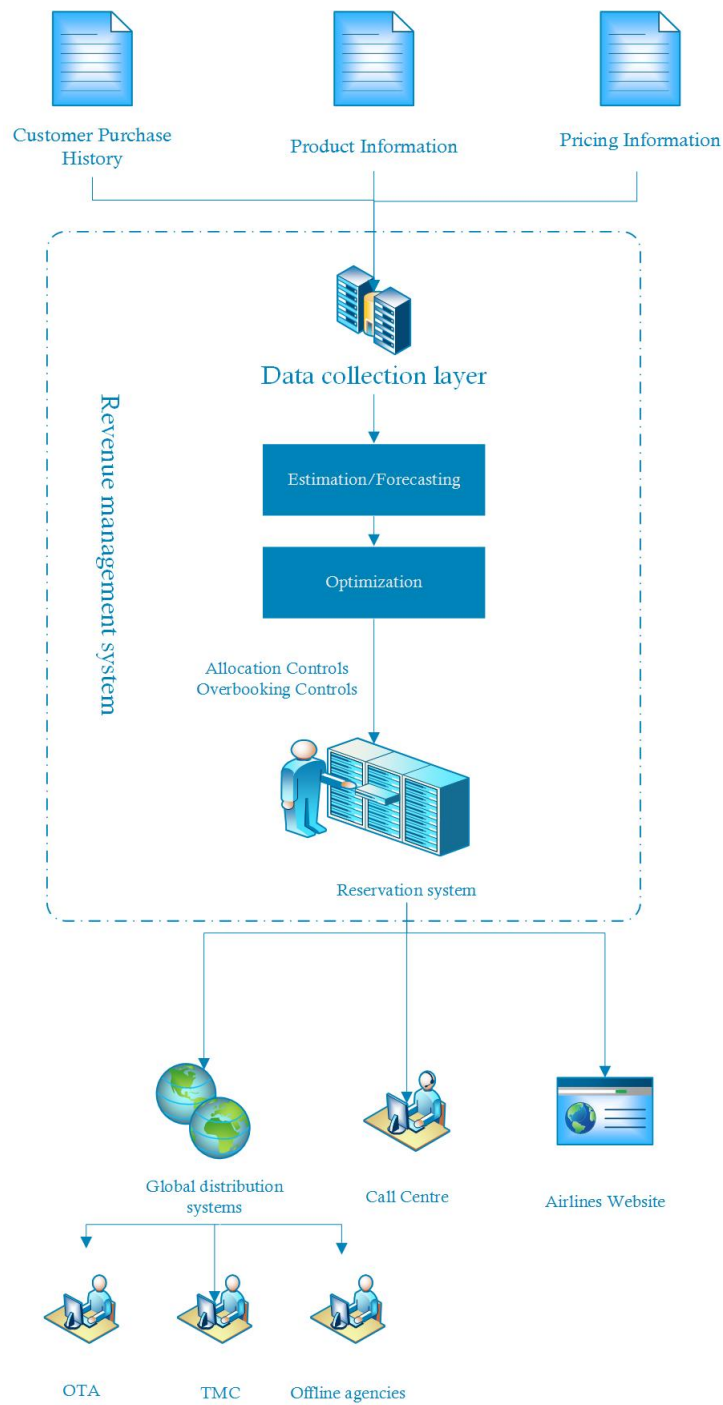 Customer Purchase
History
Product Information
Pricing Information
Data collection layer
Revenue management system
Estimation/Forecasting
Optimization
Allocation Controls
Overbooking Controls
Reservation system
Global distribution
systems
Call Centre
Airlines Website
OTA
TMC
Offline agencies